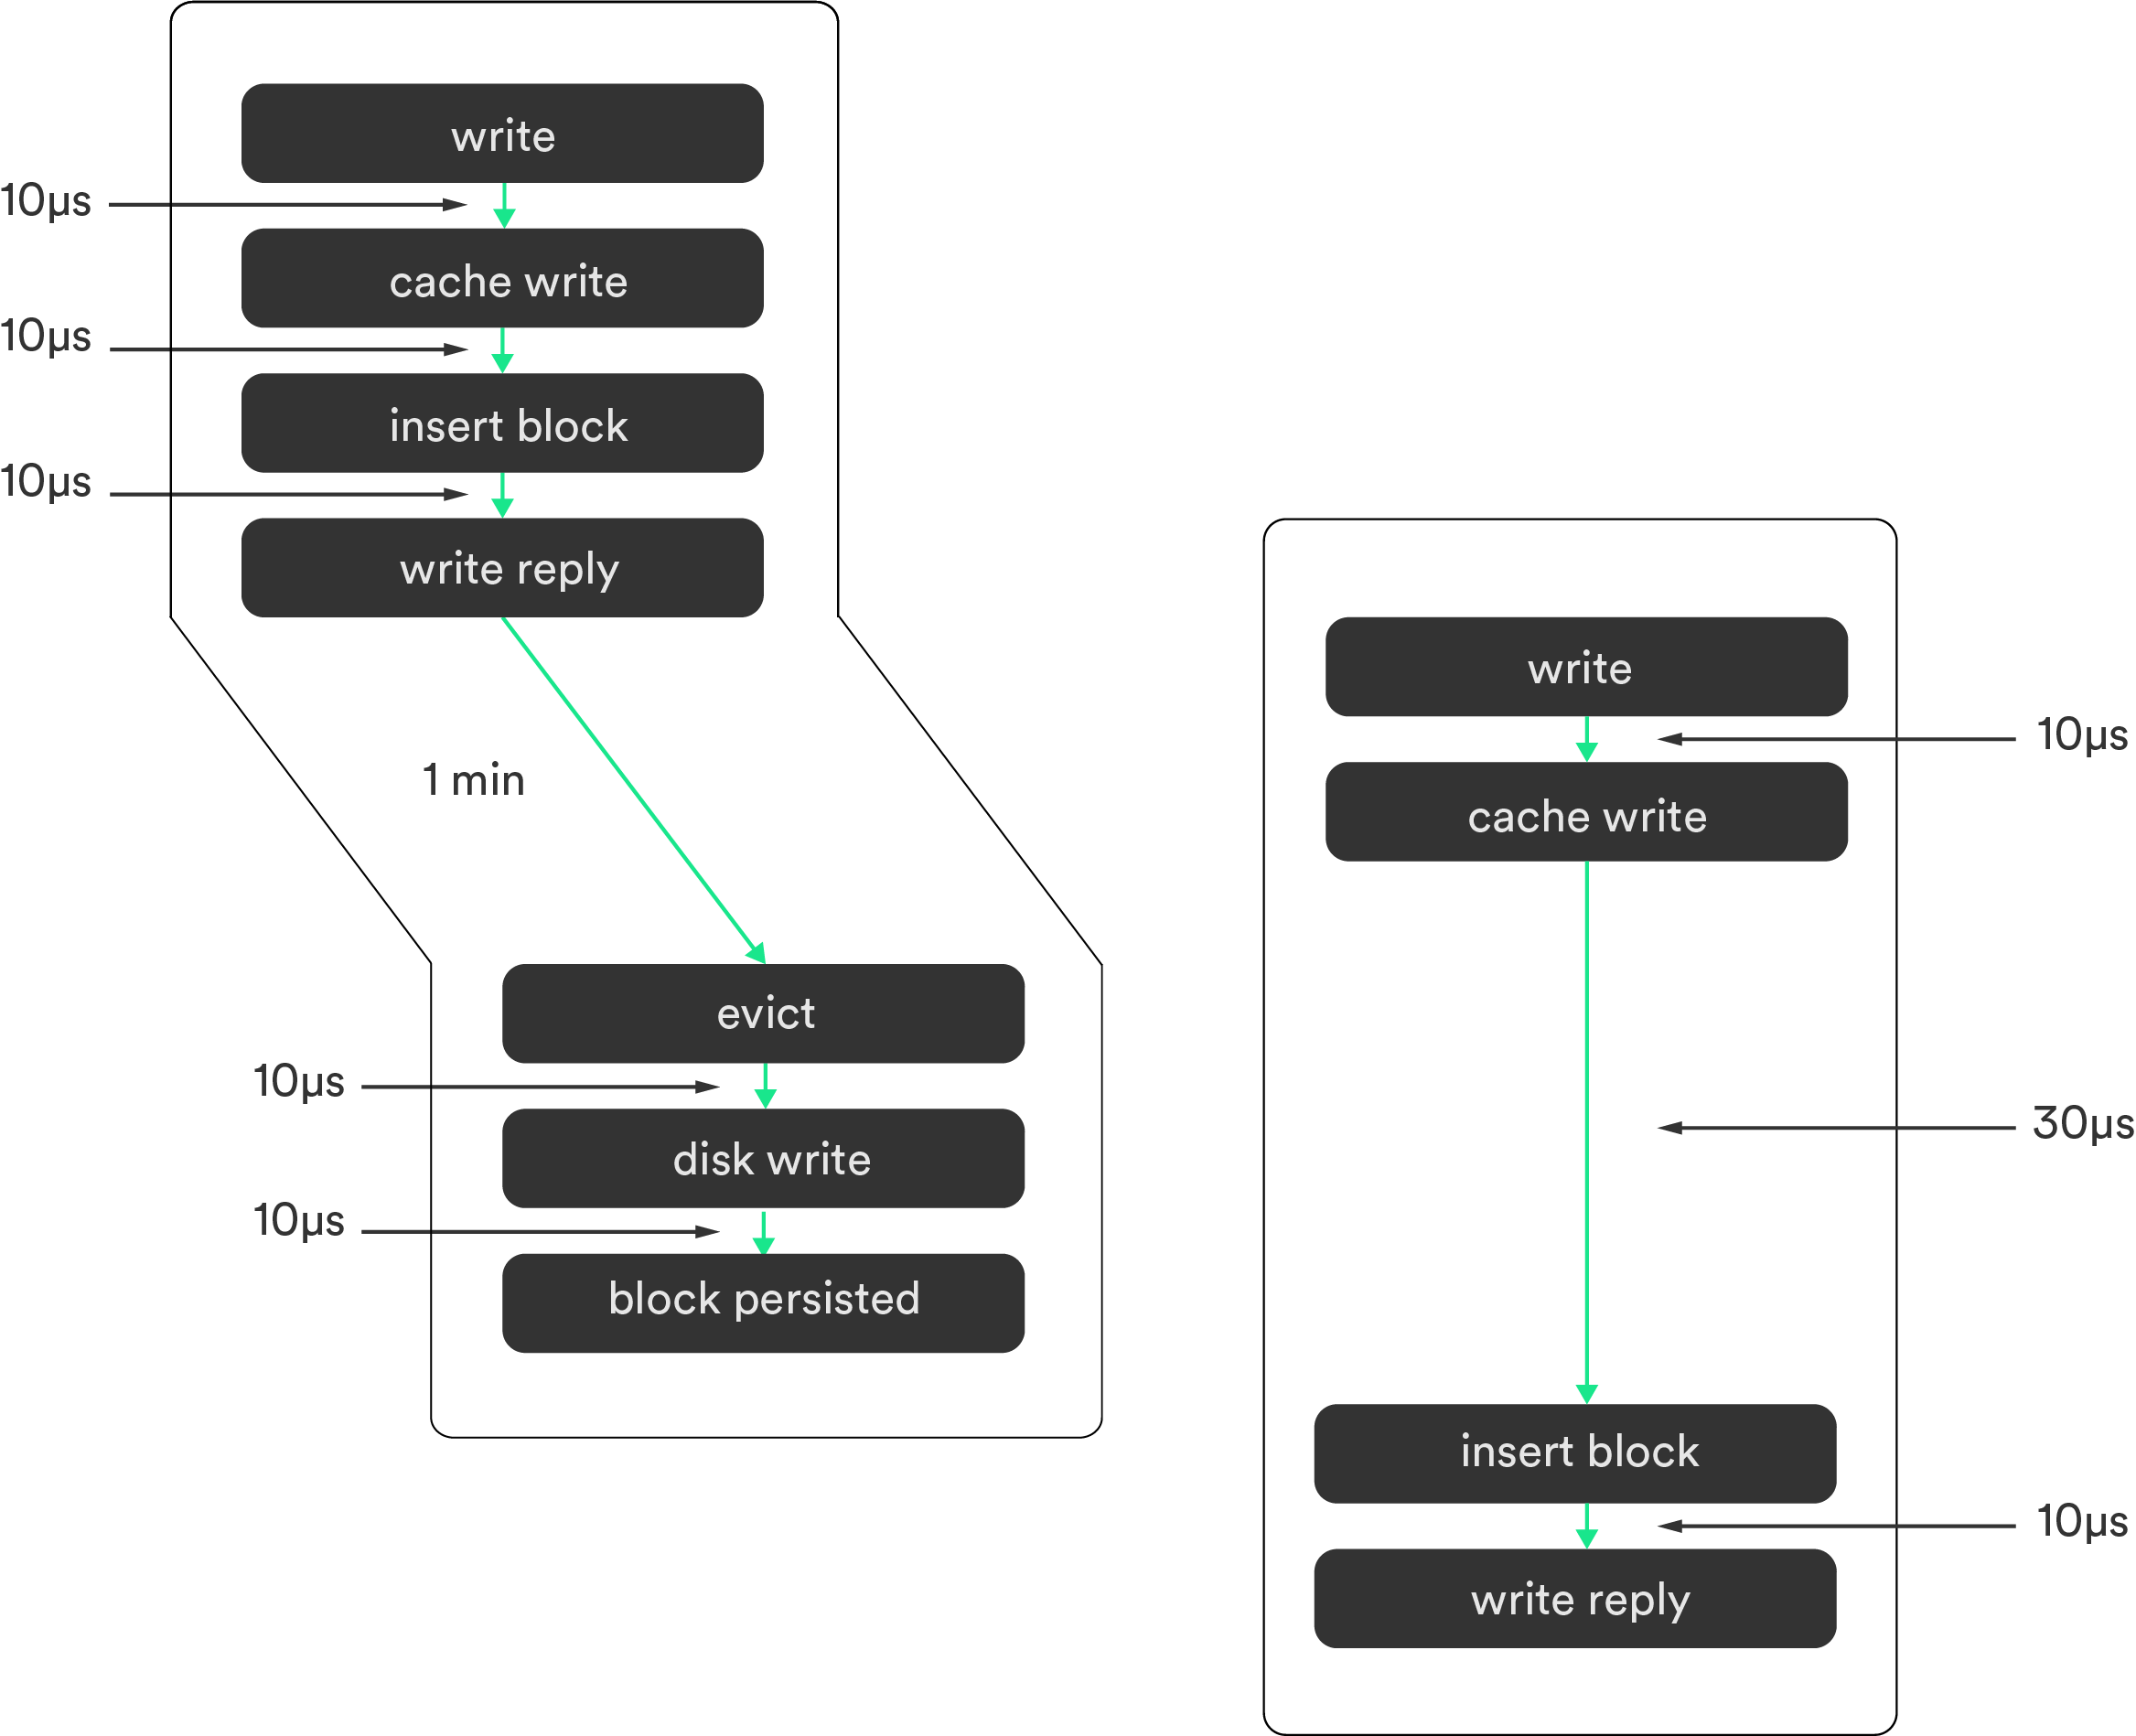 write
10µs
cache write
10µs
insert block
10µs
write reply
1 min
evict
10µs
disk write
10µs
block persisted
write
10µs
cache write
30µs
insert block
10µs
write reply